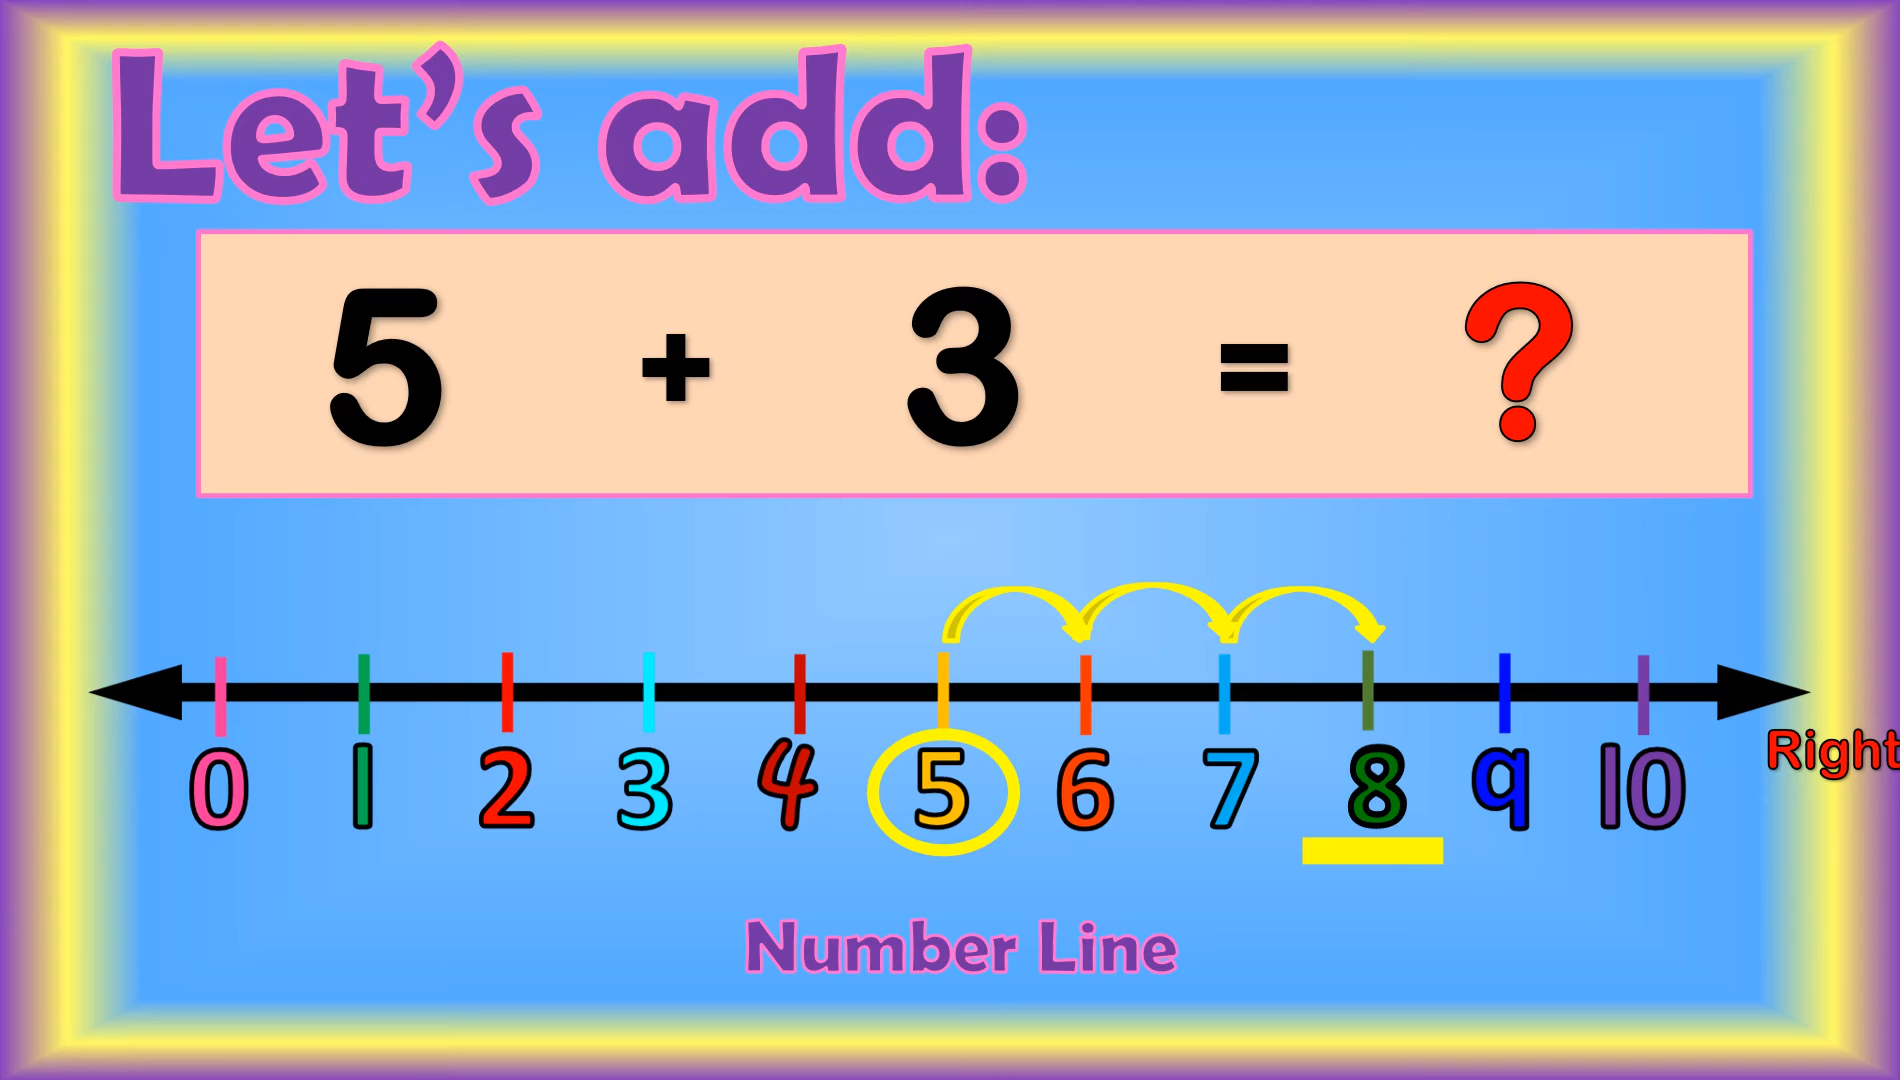 Let's add:
5 + 3 = ?
Right
0 1 2 3 4 5 6 7 8 9 10
Number Line